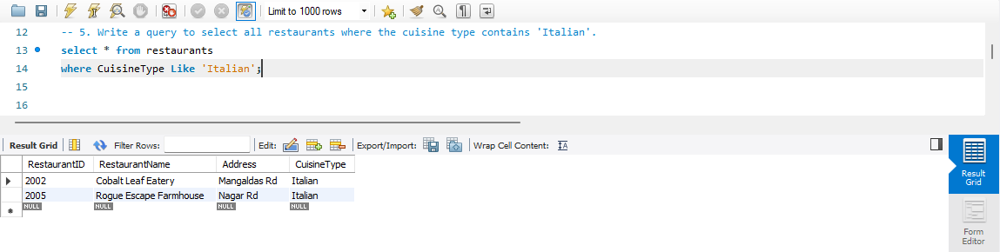 Limit to 1000 rows
12 -- 5. Write a query to select all restaurants where the cuisine type contains 'Italian'.
13 select * from restaurants
14 where CuisineType Like 'Italian';
15
16
Result Grid Filter Rows: Edit: Export/Import: Wrap Cell Content: IA
RestaurantID RestaurantName Address CuisineType
2002 Cobalt Leaf Eatery Mangaldas Rd Italian
2005 Rogue Escape Farmhouse Nagar Rd Italian
NULL NULL NULL NULL
Result
Grid
Form
Editor